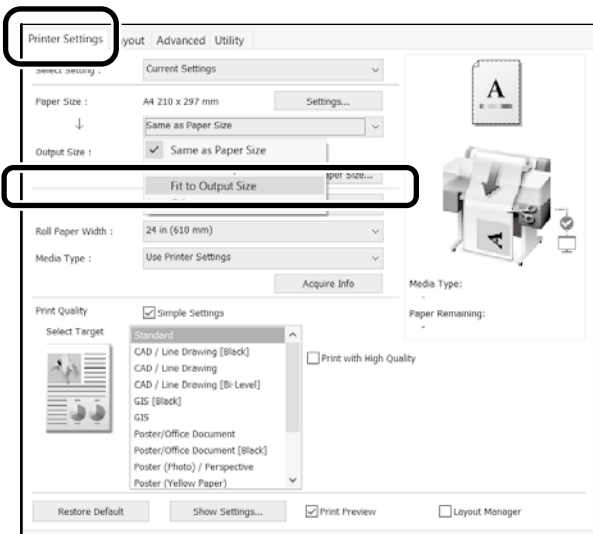 Printer Settings
yout
Advanced
Utility
Current Settings
Paper Size :
A4 210 x 297 mm
Settings...
↓
Same as Paper Size
Output Size :
✓ Same as Paper Size
Size...
Fit to Output Size
Roll Paper Width :
24 in (610 mm)
Media Type :
Use Printer Settings
Acquire Info
A
A
Media Type:
-
Paper Remaining:
-
Print Quality
Simple Settings
Select Target
Standard
CAD / Line Drawing [Black]
CAD / Line Drawing
CAD / Line Drawing [Bi-Level]
GIS [Black]
GIS
Poster/Office Document
Poster/Office Document [Black]
Poster (Photo) / Perspective
Poster (Yellow Paper)
Print with High Quality
Restore Default
Show Settings...
Print Preview
Layout Manager